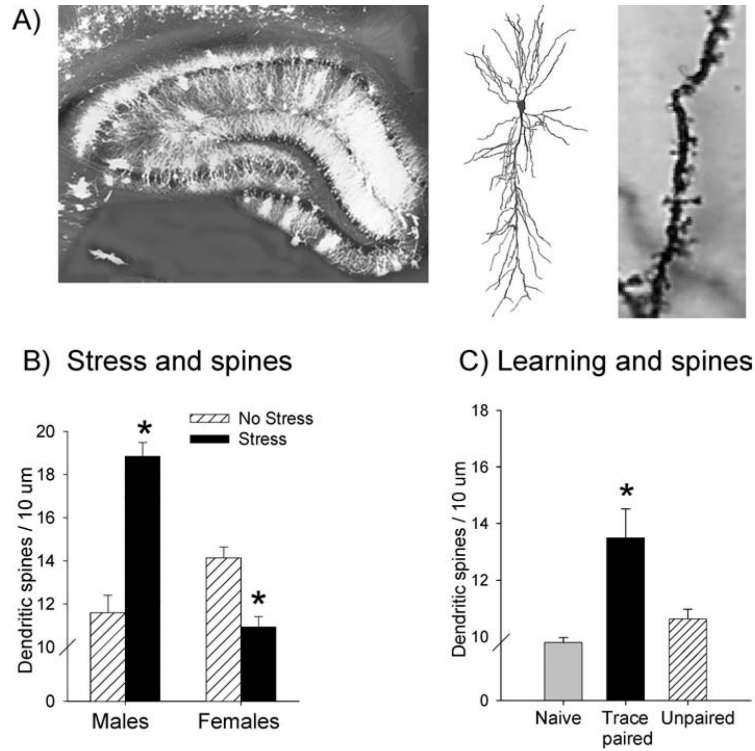 A)
B) Stress and spines
No Stress
Stress
Dendritic spines / 10 um
20
18
16
14
12
10
0
*
*
Males
Females
C) Learning and spines
Dendritic spines / 10 um
18
16
14
12
10
0
*
Naive
Trace
paired
Unpaired